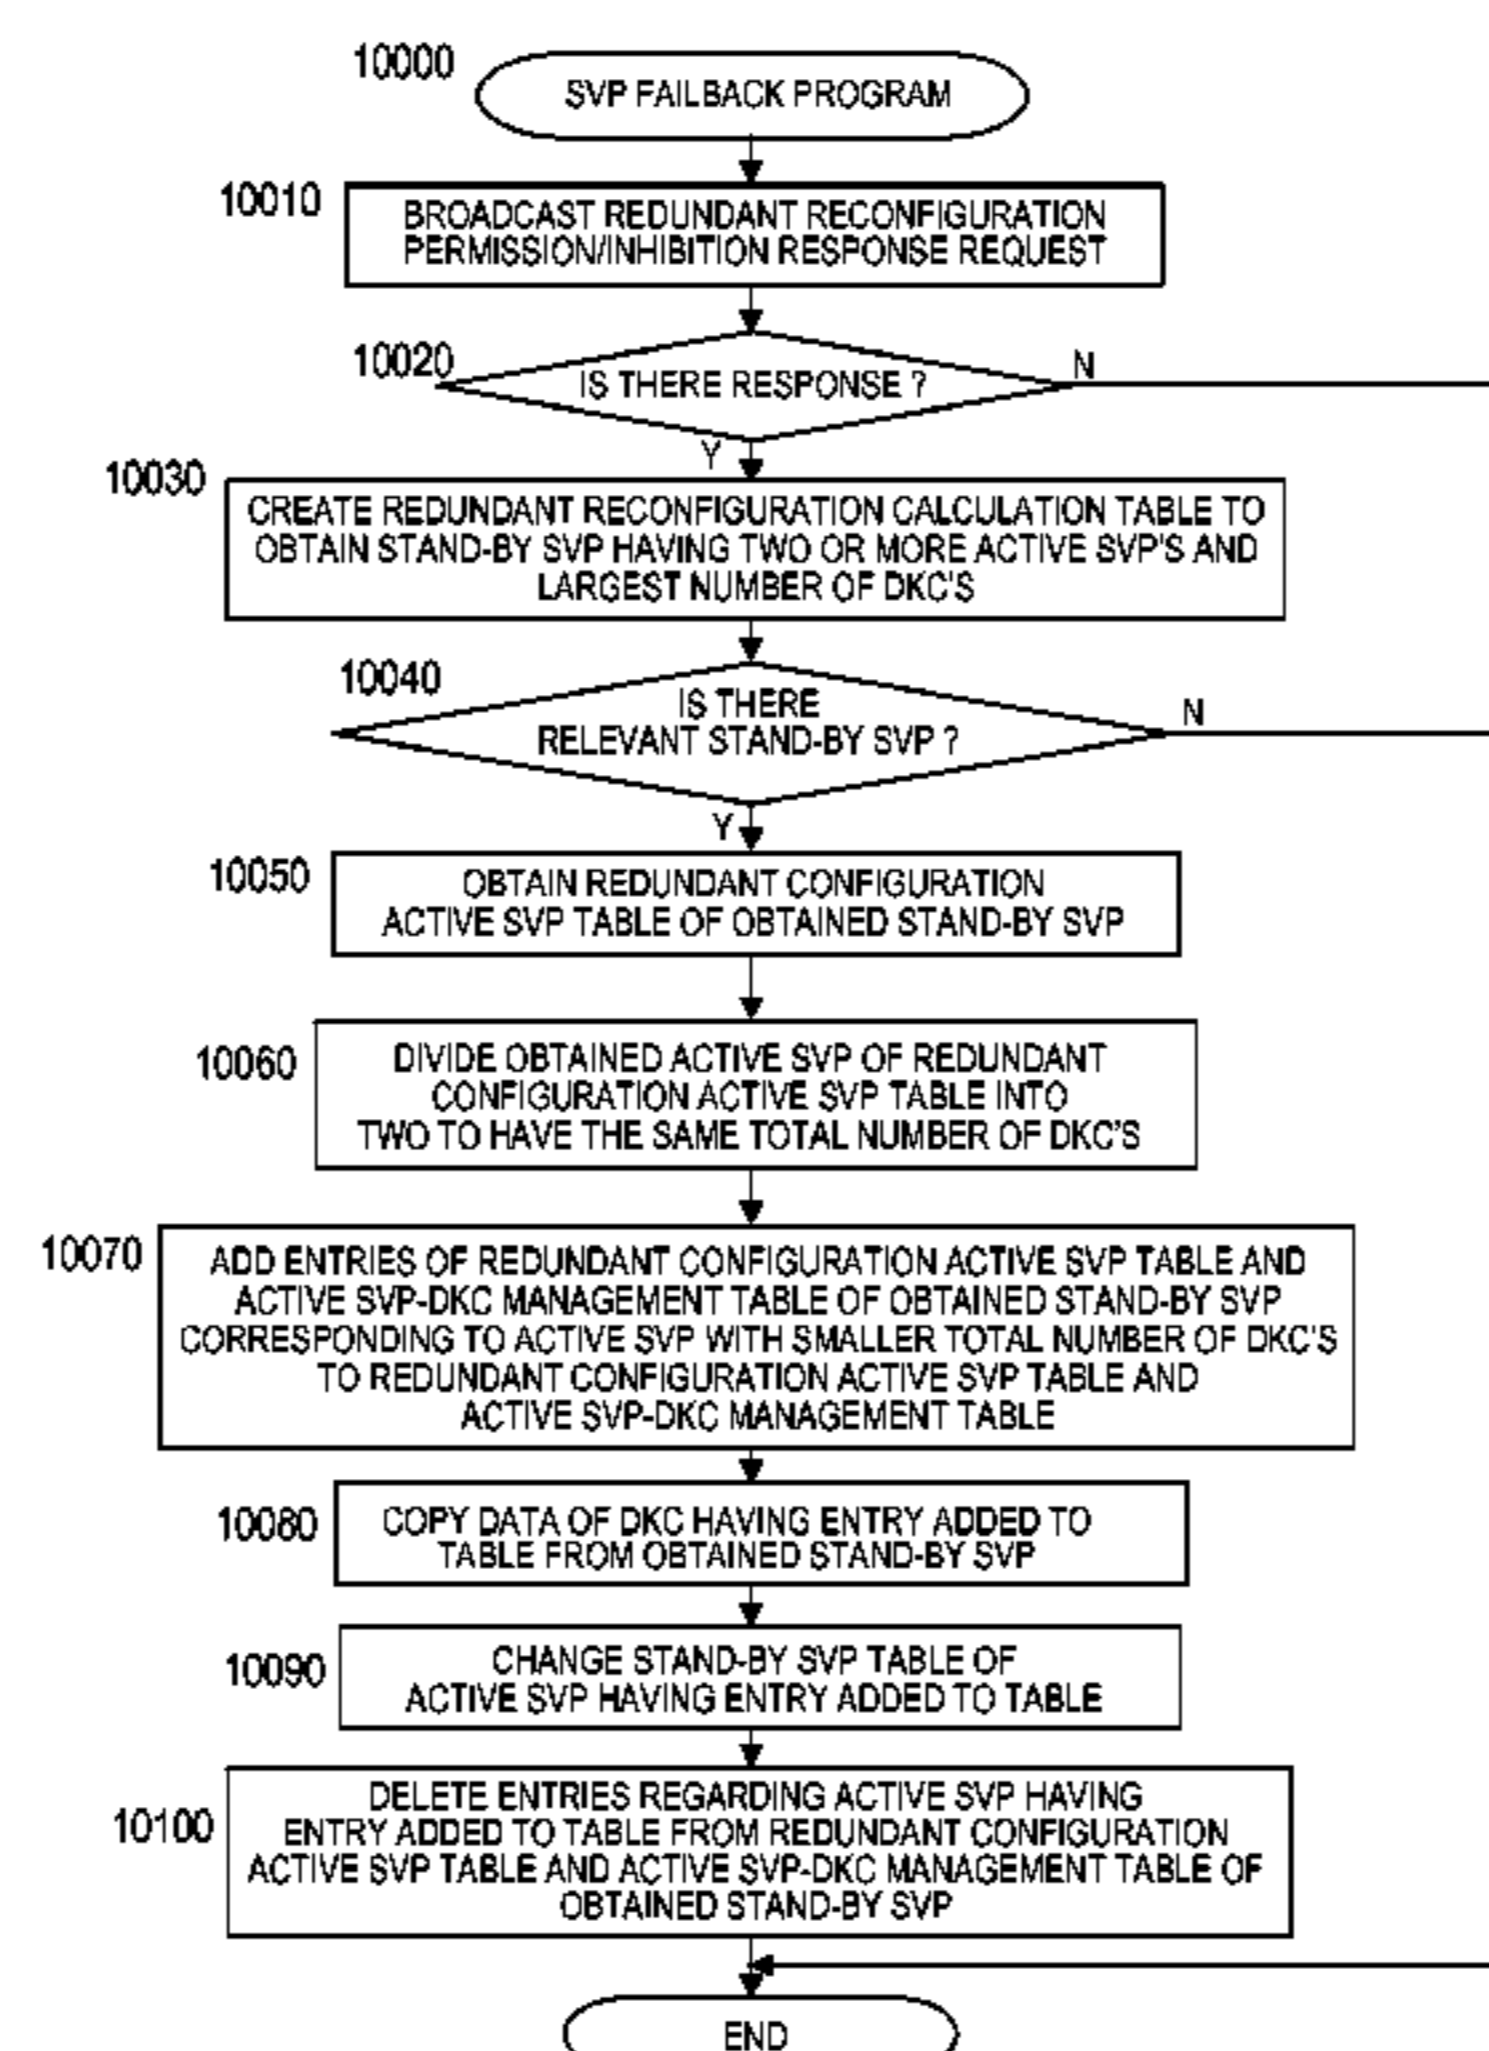 10000
SVP FAILBACK PROGRAM
10010
BROADCAST REDUNDANT RECONFIGURATION
PERMISSION/INHIBITION RESPONSE REQUEST
10020
IS THERE RESPONSE ?
N
Y
10030
CREATE REDUNDANT RECONFIGURATION CALCULATION TABLE TO
OBTAIN STAND-BY SVP HAVING TWO OR MORE ACTIVE SVP'S AND
LARGEST NUMBER OF DKC'S
10040
IS THERE
RELEVANT STAND-BY SVP ?
N
Y
10050
OBTAIN REDUNDANT CONFIGURATION
ACTIVE SVP TABLE OF OBTAINED STAND-BY SVP
10060
DIVIDE OBTAINED ACTIVE SVP OF REDUNDANT
CONFIGURATION ACTIVE SVP TABLE INTO
TWO TO HAVE THE SAME TOTAL NUMBER OF DKC'S
10070
ADD ENTRIES OF REDUNDANT CONFIGURATION ACTIVE SVP TABLE AND
ACTIVE SVP-DKC MANAGEMENT TABLE OF OBTAINED STAND-BY SVP
CORRESPONDING TO ACTIVE SVP WITH SMALLER TOTAL NUMBER OF DKC'S
TO REDUNDANT CONFIGURATION ACTIVE SVP TABLE AND
ACTIVE SVP-DKC MANAGEMENT TABLE
10080
COPY DATA OF DKC HAVING ENTRY ADDED TO
TABLE FROM OBTAINED STAND-BY SVP
10090
CHANGE STAND-BY SVP TABLE OF
ACTIVE SVP HAVING ENTRY ADDED TO TABLE
10100
DELETE ENTRIES REGARDING ACTIVE SVP HAVING
ENTRY ADDED TO TABLE FROM REDUNDANT CONFIGURATION
ACTIVE SVP TABLE AND ACTIVE SVP-DKC MANAGEMENT TABLE OF
OBTAINED STAND-BY SVP
END